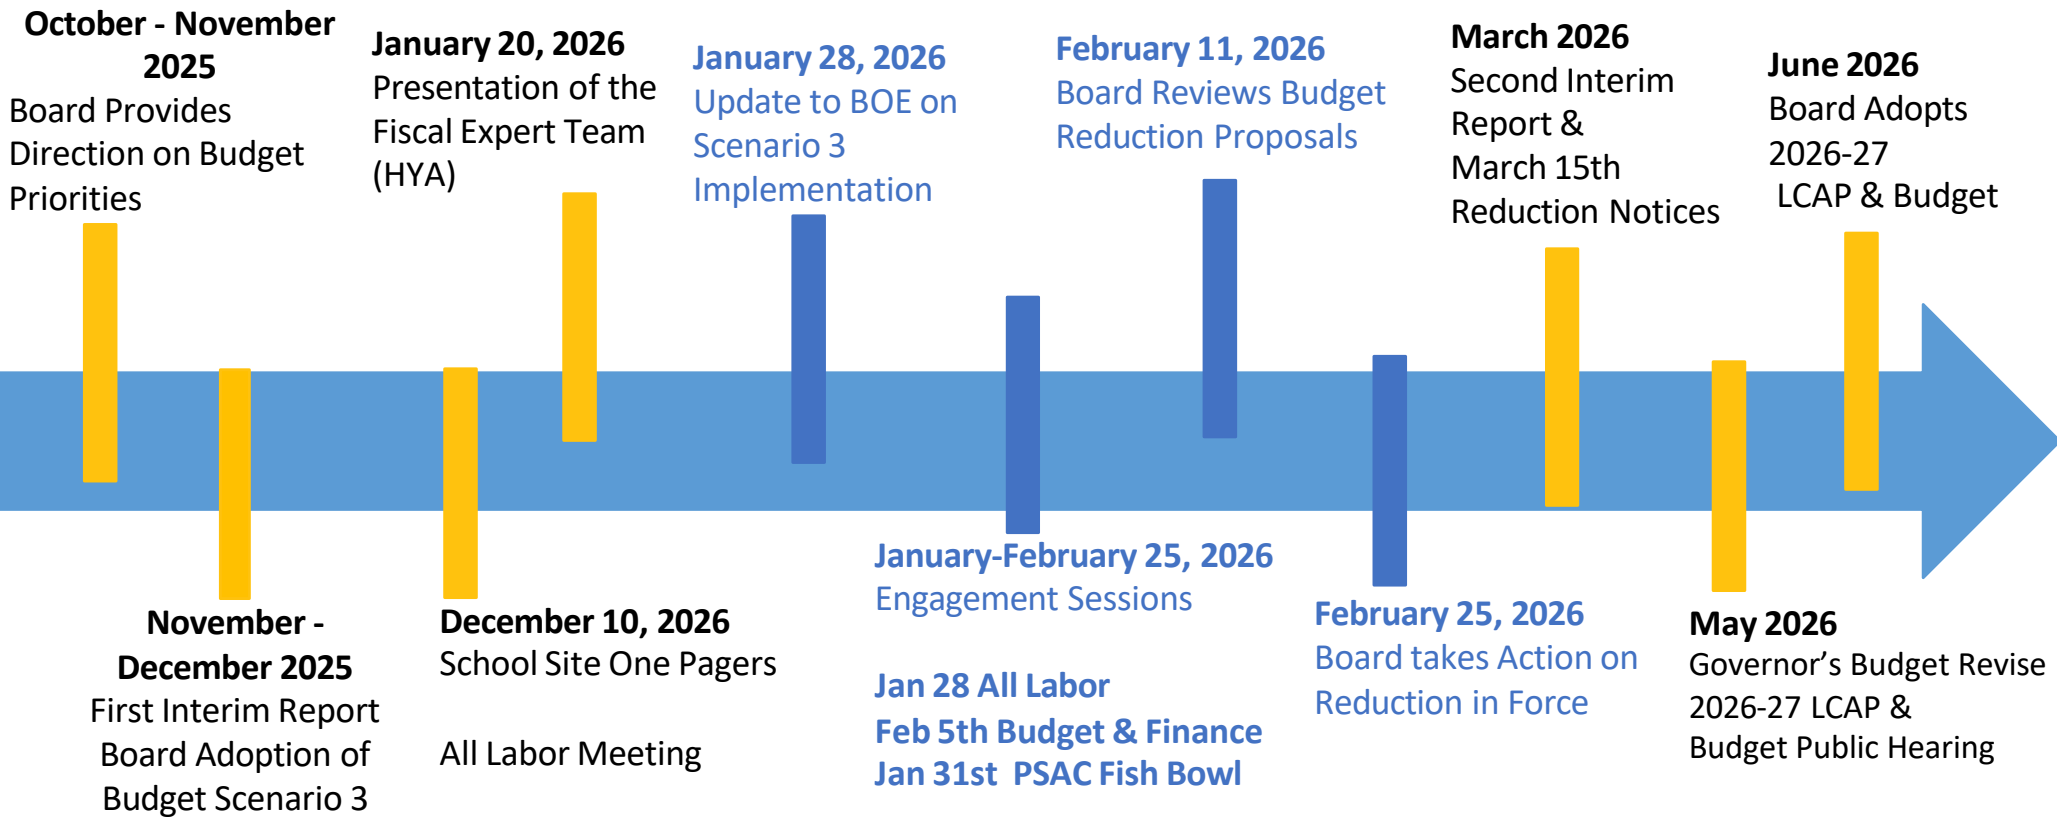 October - November
2025
Board Provides
Direction on Budget
Priorities
January 20, 2026
Presentation of the
Fiscal Expert Team
(HYA)
January 28, 2026
Update to BOE on
Scenario 3
Implementation
February 11, 2026
Board Reviews Budget
Reduction Proposals
March 2026
Second Interim
Report &
March 15th
Reduction Notices
June 2026
Board Adopts
2026-27
LCAP & Budget
November -
December 2025
First Interim Report
Board Adoption of
Budget Scenario 3
December 10, 2026
School Site One Pagers
All Labor Meeting
January-February 25, 2026
Engagement Sessions
Jan 28 All Labor
Feb 5th Budget & Finance
Jan 31st PSAC Fish Bowl
February 25, 2026
Board takes Action on
Reduction in Force
May 2026
Governor’s Budget Revise
2026-27 LCAP &
Budget Public Hearing